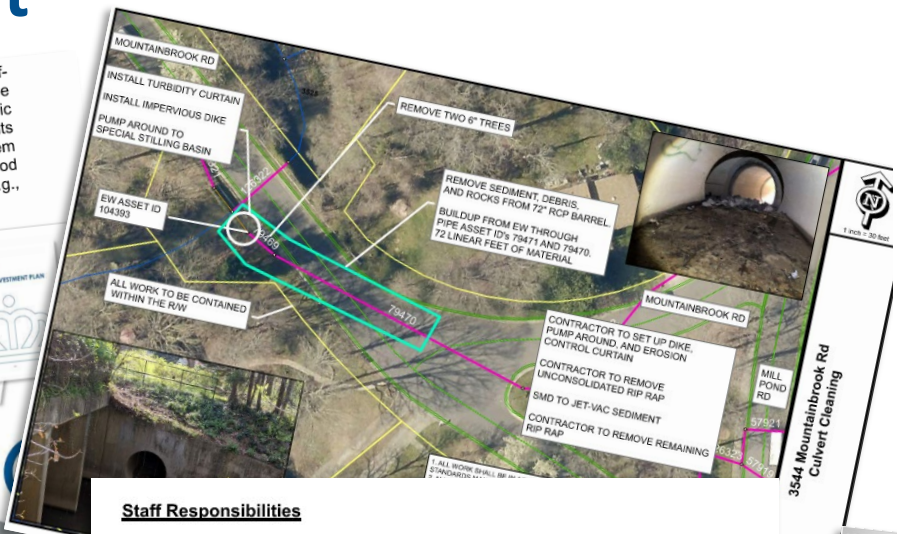 MOUNTAINBROOK RD
INSTALL TURBIDITY CURTAIN
INSTALL IMPERVIOUS DIKE
PUMP AROUND TO
SPECIAL STILLING BASIN
REMOVE TWO 6" TREES
EW ASSET ID
104393
REMOVE SEDIMENT, DEBRIS,
AND ROCKS FROM 72" RCP BARREL.
BUILDUP FROM EW THROUGH
PIPE ASSET ID's 79471 AND 79470.
72 LINEAR FEET OF MATERIAL
ALL WORK TO BE CONTAINED
WITHIN THE R/W
79470
MOUNTAINBROOK RD
CONTRACTOR TO SET UP DIKE,
PUMP AROUND, AND EROSION
CONTROL CURTAIN
CONTRACTOR TO REMOVE
UNCONSOLIDATED RIP RAP
SMD TO JET-VAC SEDIMENT
CONTRACTOR TO REMOVE REMAINING
RIP RAP
MILL
POND
RD
57921
N
1 inch = 30 feet
3544 Mountainbrook Rd
Culvert Cleaning
1. ALL WORK SHALL BE IN
Staff Responsibilities